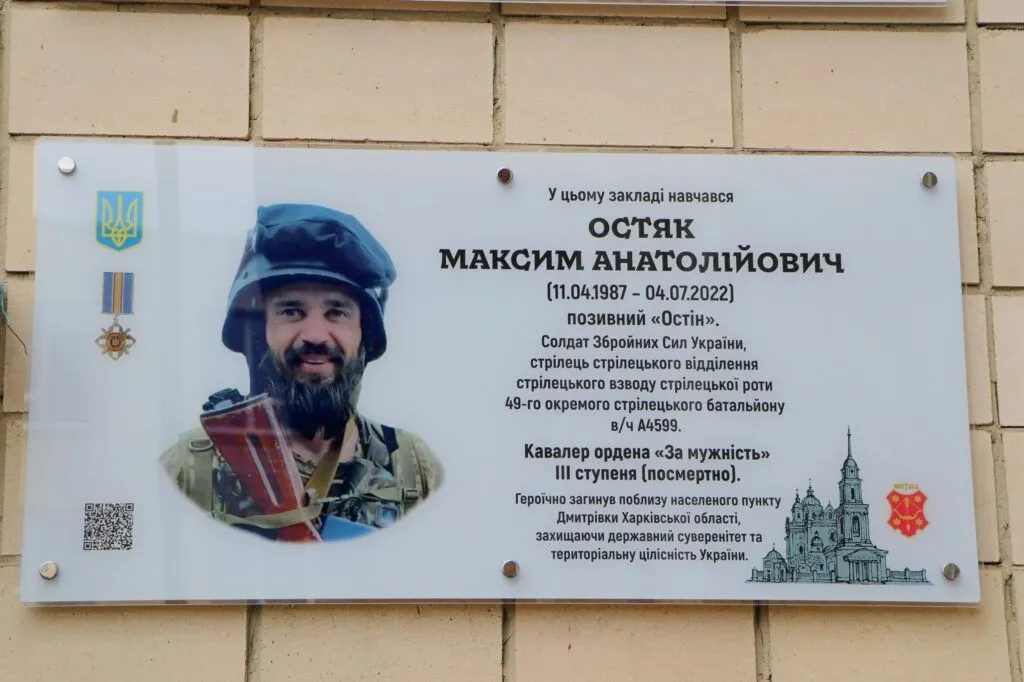 У цьому закладі навчався
ОСТЯК
МАКСИМ АНАТОЛІЙОВИЧ
(11.04.1987 – 04.07.2022)
позивний «Остін».
Солдат Збройних Сил України,
стрілець стрілецького відділення
стрілецького взводу стрілецької роти
49-го окремого стрілецького батальйону
в/ч А4599.
Кавалер ордена «За мужність»
ІІІ ступеня (посмертно).
Героїчно загинув поблизу населеного пункту
Дмитрівки Харківської області,
захищаючи державний суверенітет та
територіальну цілісність України.